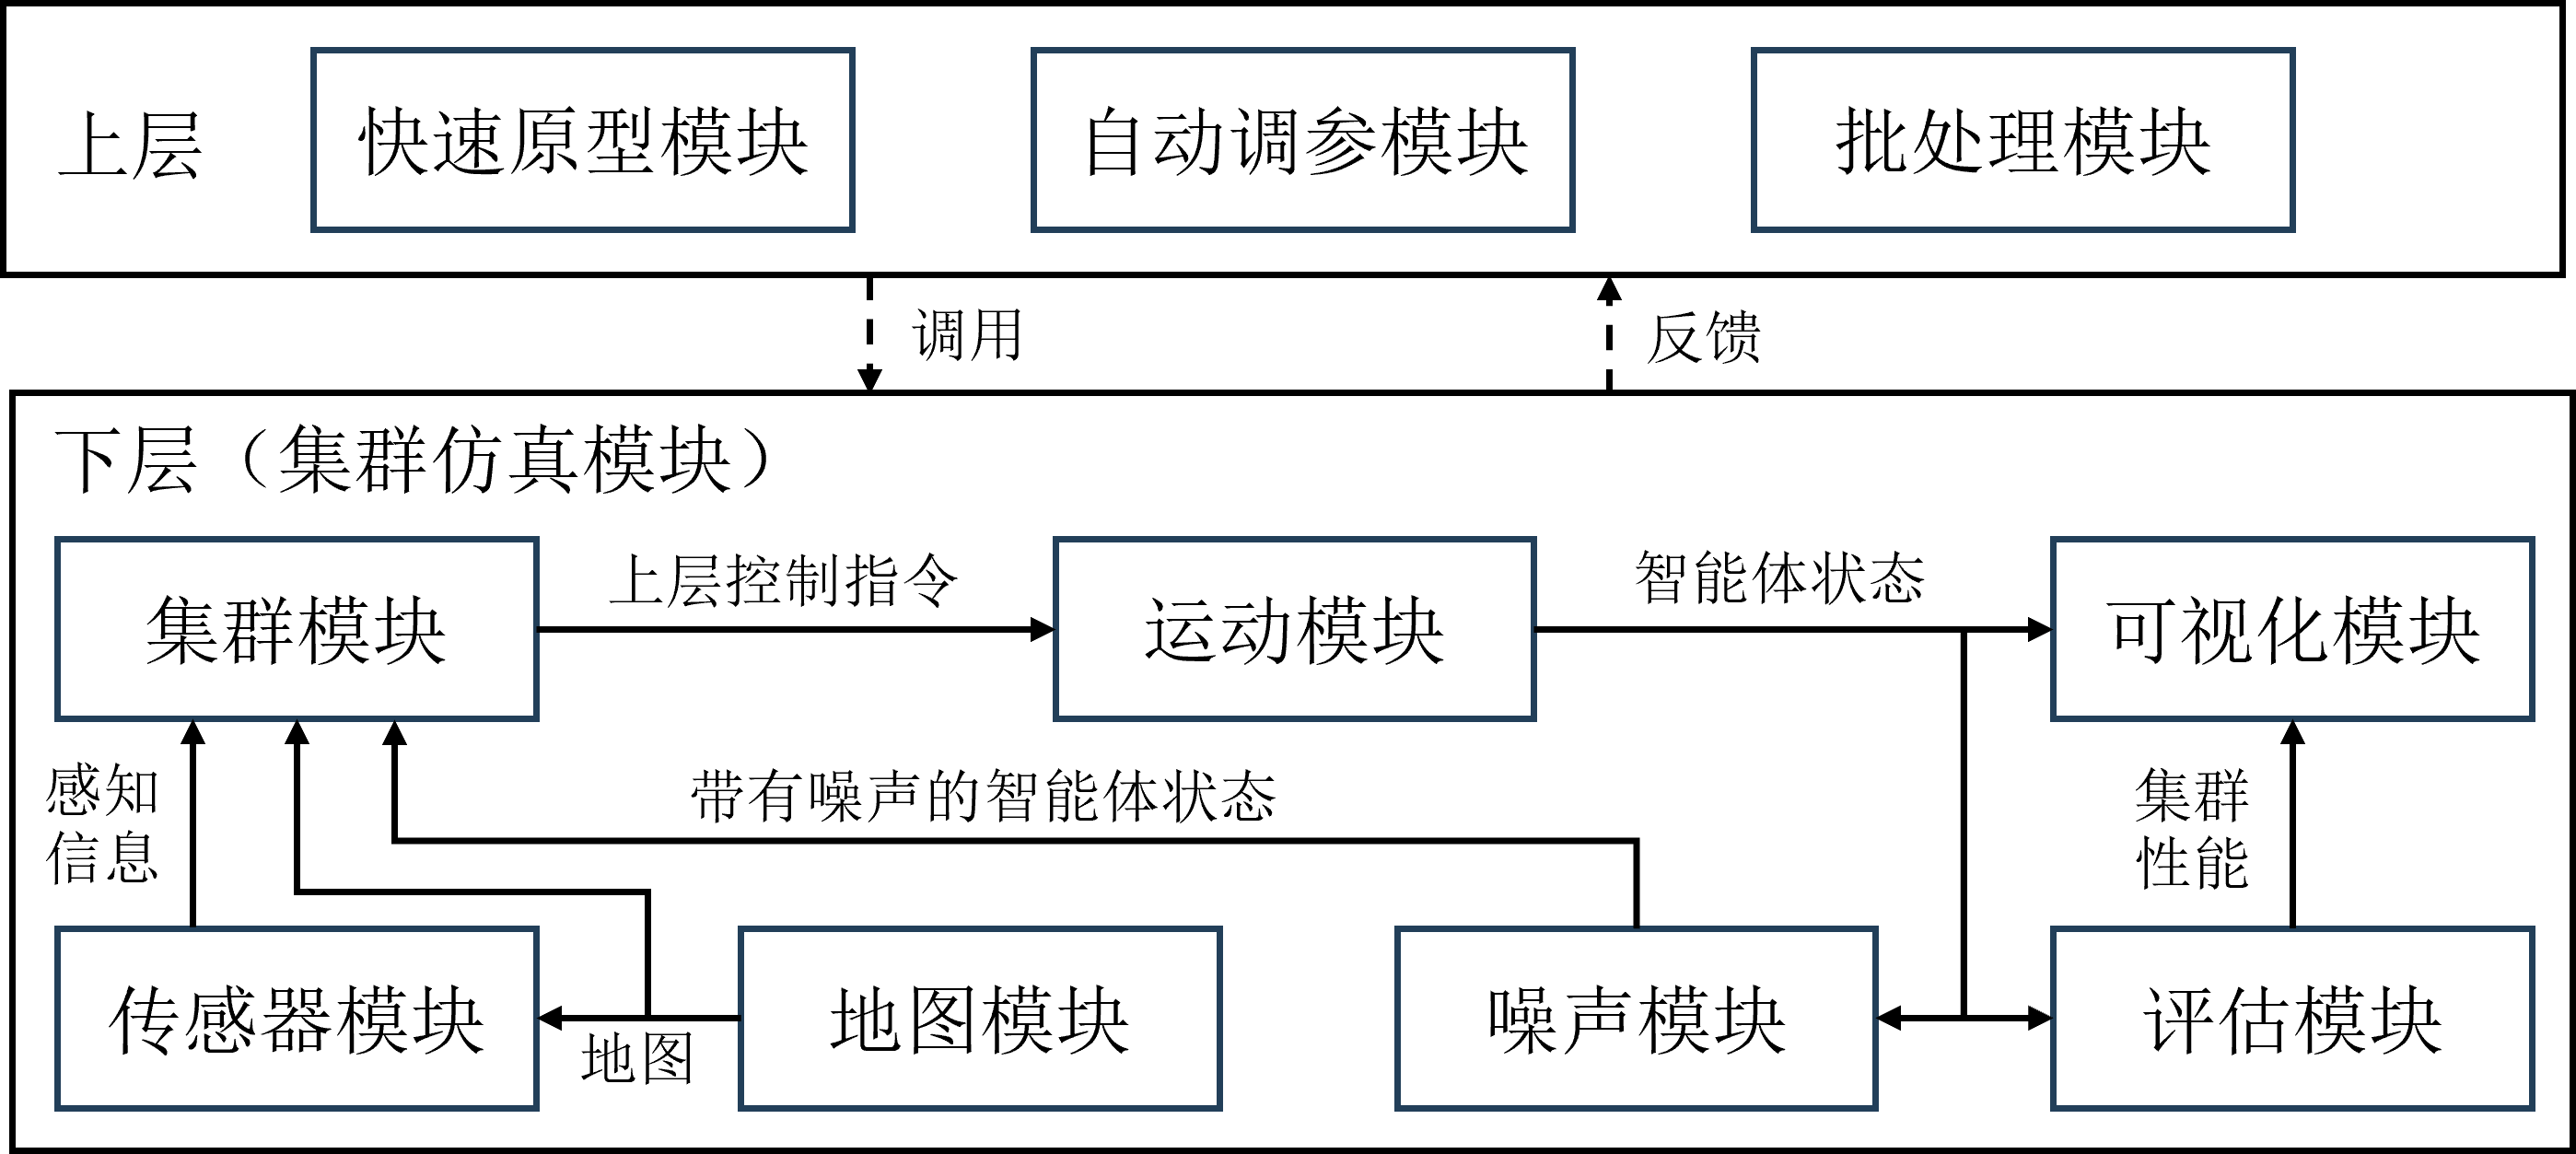 上层
快速原型模块
自动调参模块
批处理模块
调用
反馈
下层（集群仿真模块）
集群模块
上层控制指令
运动模块
智能体状态
可视化模块
感知
信息
带有噪声的智能体状态
集群
性能
传感器模块
地图
地图模块
噪声模块
评估模块